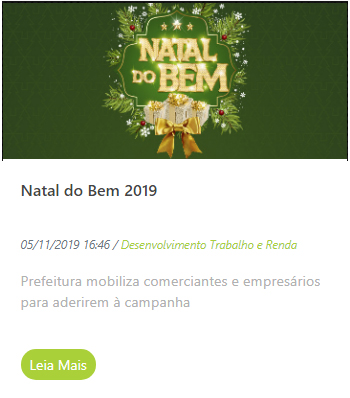 NATAL
DO BEM
Natal do Bem 2019
05/11/2019 16:46 / Desenvolvimento Trabalho e Renda
Prefeitura mobiliza comerciantes e empresários
para aderirem à campanha
Leia Mais